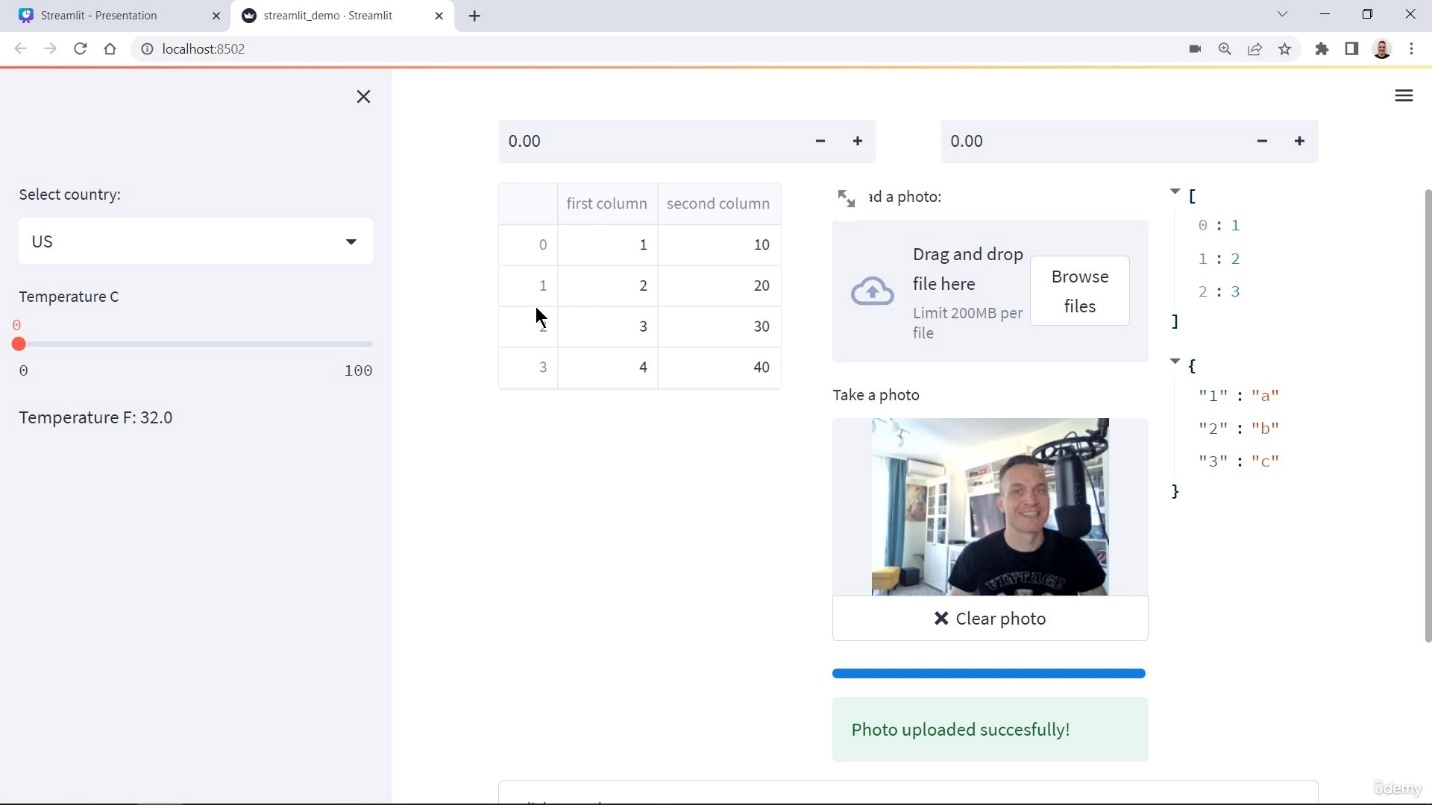 Streamlit - Presentation
streamlit_demo · Streamlit
localhost:8502
Select country:
US
Temperature C
0
0 100
Temperature F: 32.0
0.00
0.00
first column second column
0 1 10
1 2 20
2 3 30
3 4 40
ad a photo:
Drag and drop
file here
Limit 200MB per
file
Browse
files
Take a photo
VINTAGE
Clear photo
Photo uploaded succesfully!
[
0 : 1
1 : 2
2 : 3
]
{
"1" : "a"
"2" : "b"
"3" : "c"
}
ûdemy